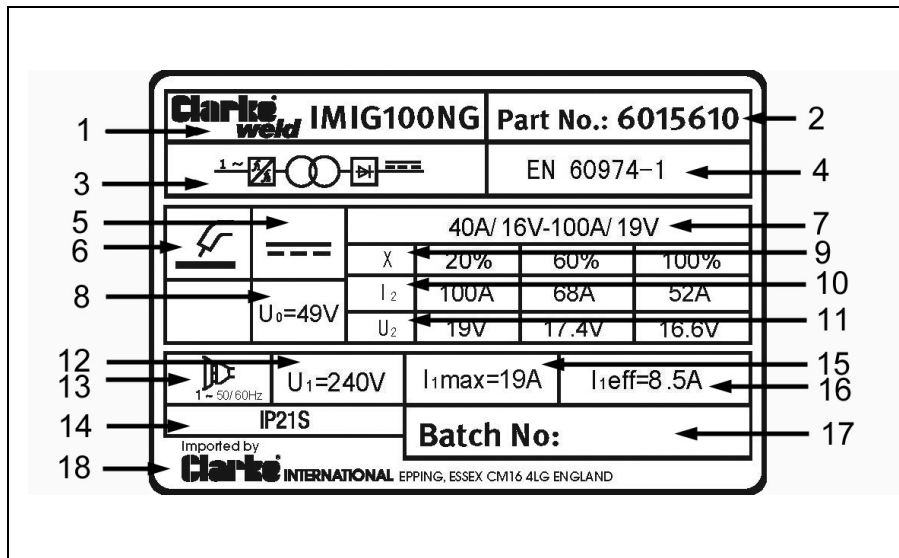 Clarke weld IMIG100NG Part No.: 6015610
1 2
1 ~ f₁ f₂
EN 60974-1
3 4
5
6
40A/ 16V-100A/ 19V 7
X 20% 60% 100% 9
8
U₀=49V
I₂ 100A 68A 52A 10
U₂ 19V 17.4V 16.6V 11
12
13
1~50/60Hz
U₁=240V
I₁max=19A 15
I₁eff=8.5A 16
14 IP21S
Batch No: 17
Imported by
18 Clarke INTERNATIONAL EPPING, ESSEX CM16 4LG ENGLAND